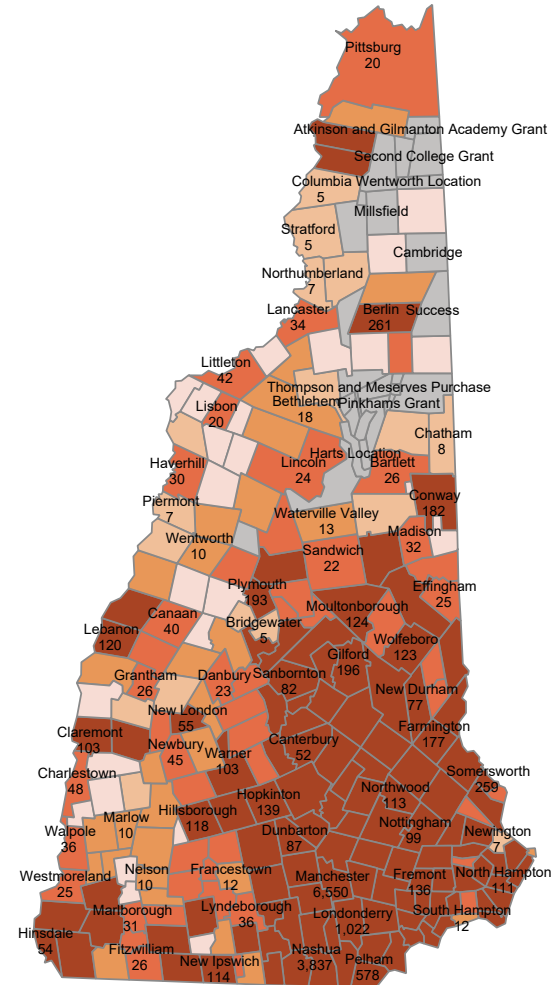 Pittsburg
20
Atkinson and Gilmanton Academy Grant
Second College Grant
Columbia
5
Wentworth Location
Millsfield
Stratford
5
Cambridge
Northumberland
7
Lancaster
34
Berlin
261
Success
Littleton
42
Thompson and Meserves Purchase
Bethlehem
18
Pinkhams Grant
Lisbon
20
Chatham
8
Harts Location
Haverhill
30
Lincoln
24
Bartlett
26
Conway
182
Piermont
7
Waterville Valley
13
Madison
32
Wentworth
10
Sandwich
22
Plymouth
193
Effingham
25
Moultonborough
124
Canaan
40
Bridgewater
5
Lebanon
120
Wolfeboro
123
Gilford
196
Grantham
26
Danbury
23
Sanbornton
82
New Durham
77
New London
55
Claremont
103
Farmington
177
Newbury
45
Warner
103
Canterbury
52
Charlestown
48
Somersworth
259
Hopkinton
139
Northwood
113
Marlow
10
Hillsborough
118
Walpole
36
Dunbarton
87
Nottingham
99
Newington
7
Westmoreland
25
Nelson
10
Francestown
12
Manchester
6,550
Fremont
136
North Hampton
111
Marlborough
31
Lyndeborough
36
Londonderry
1,022
South Hampton
12
Hinsdale
54
Fitzwilliam
26
New Ipswich
114
Nashua
3,837
Pelham
578